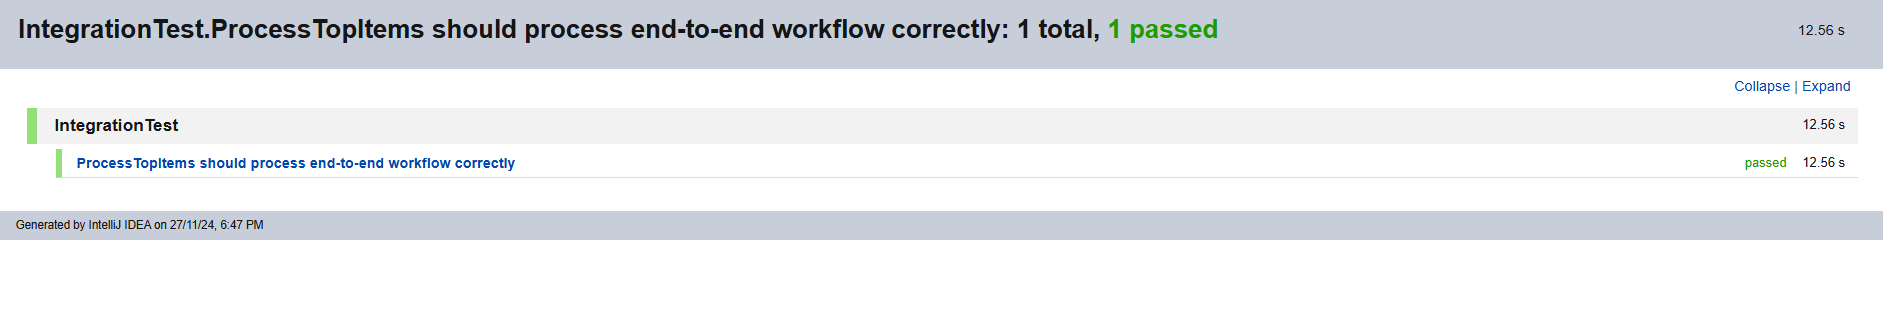 IntegrationTest.ProcessTopItems should process end-to-end workflow correctly: 1 total, 1 passed 12.56 s
Collapse | Expand
IntegrationTest 12.56 s
ProcessTopItems should process end-to-end workflow correctly passed 12.56 s
Generated by IntelliJ IDEA on 27/11/24, 6:47 PM